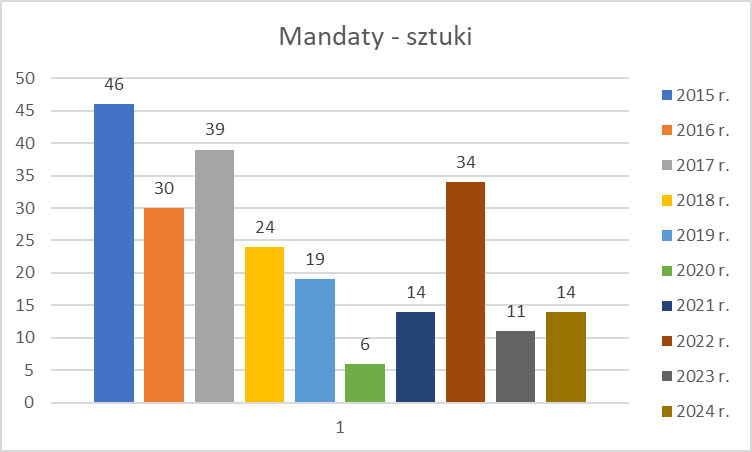 Mandaty - sztuki
50
45
40
35
30
25
20
15
10
5
0
46
30
39
24
19
6
14
34
11
14
1
2015 r.
2016 r.
2017 r.
2018 r.
2019 r.
2020 r.
2021 r.
2022 r.
2023 r.
2024 r.